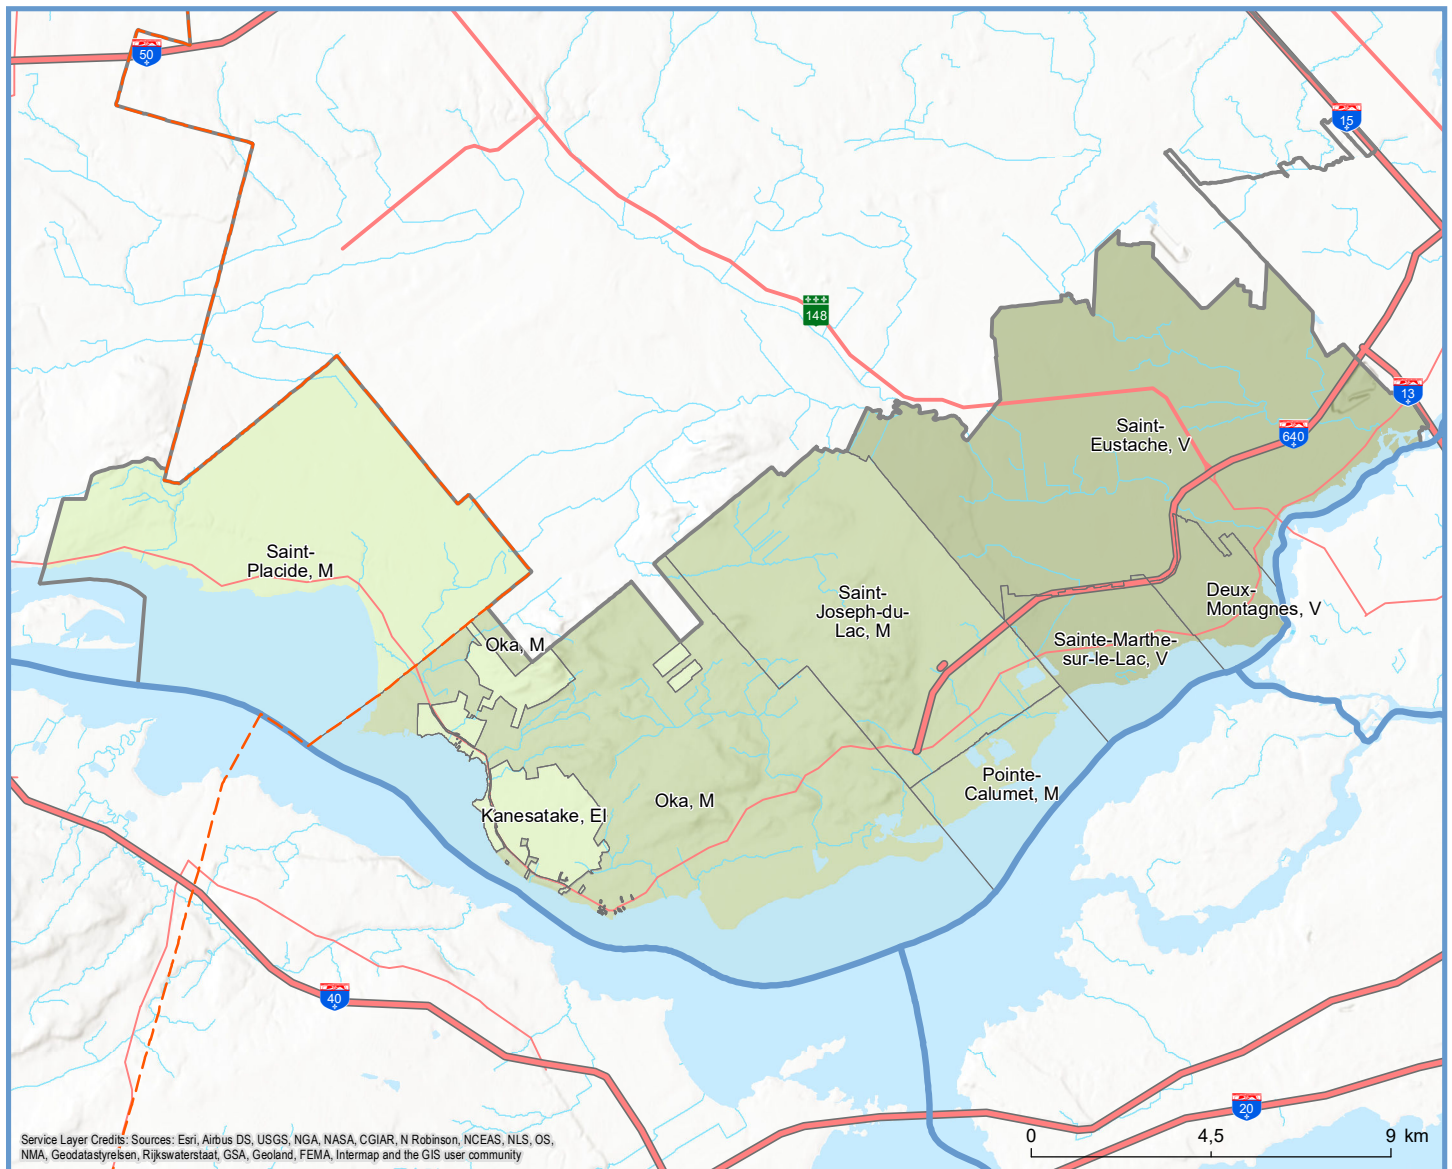 50
15
148
13
Saint-
Eustache, V
640
Saint-
Placide, M
Saint-
Joseph-du-
Lac, M
Deux-
Montagnes, V
Oka, M
Sainte-Marthe-
sur-le-Lac, V
Pointe-
Calumet, M
Oka, M
Kanesatake, EI
40
20
0 4,5 9 km
Service Layer Credits: Sources: Esri, Airbus DS, USGS, NGA, NASA, CGIAR, N Robinson, NCEAS, NLS, OS,
NMA, Geodatastyrelsen, Rijkswaterstaat, GSA, Geoland, FEMA, Intermap and the GIS user community